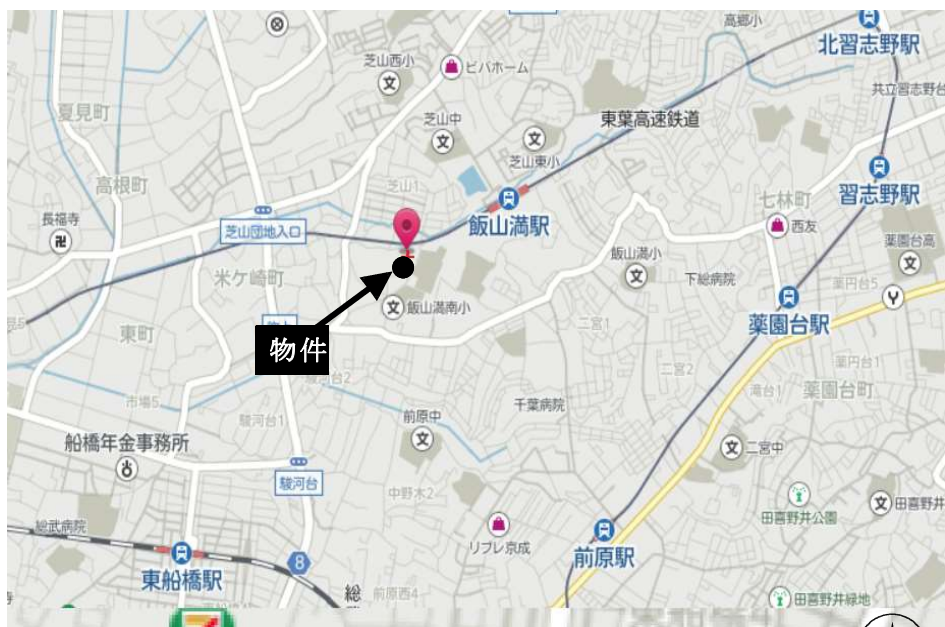 高郷小
北習志野駅
芝山西小
ビバホーム
共立習志野台
夏見町
芝山中
東葉高速鉄道
芝山東小
高根町
芝山1
七林町
習志野駅
長福寺
芝山団地入口
飯山満駅
西友
薬園台高
米ケ崎町
飯山満小
下総病院
薬円台5
飯山満南小
東町
二宮1
薬園台駅
物件
駿河台2
二宮2
薬円台1
滝台1
薬園台町
市場5
駿河台1
前原中
千葉病院
船橋年金事務所
二宮中
駿河台
中野木2
田喜野井公園
田喜野井
総武病院
リブレ京成
前原駅
東船橋駅
8
総
前原西4
田喜野井緑地